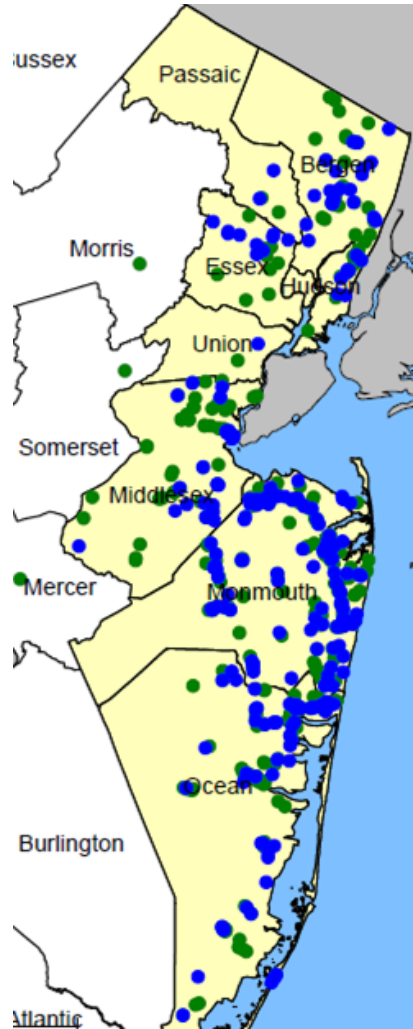 ussex
Passaic
Bergen
Morris
Essex
Hudson
Union
Somerset
Middlesex
Mercer
Monmouth
Ocean
Burlington
Atlantic